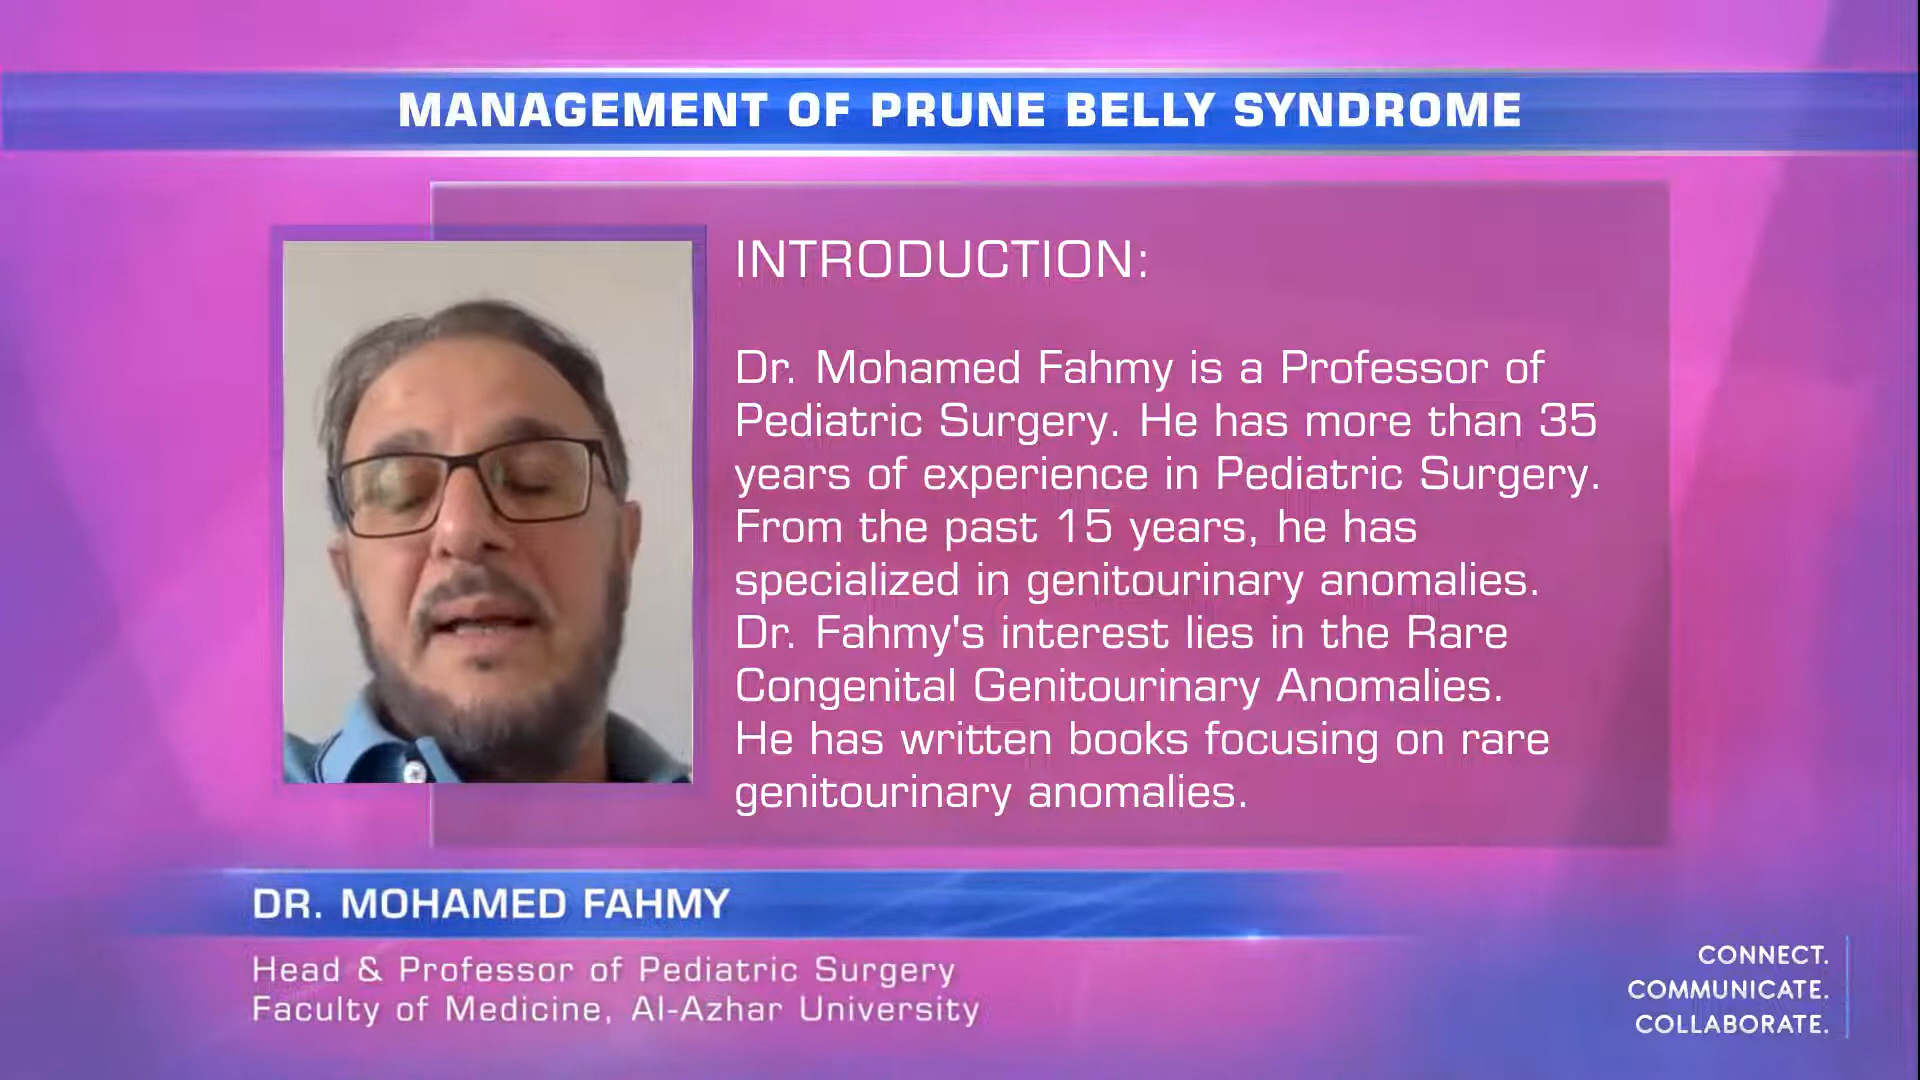 MANAGEMENT OF PRUNE BELLY SYNDROME
INTRODUCTION:
Dr. Mohamed Fahmy is a Professor of
Pediatric Surgery. He has more than 35
years of experience in Pediatric Surgery.
From the past 15 years, he has
specialized in genitourinary anomalies.
Dr. Fahmy's interest lies in the Rare
Congenital Genitourinary Anomalies.
He has written books focusing on rare
genitourinary anomalies.
DR. MOHAMED FAHMY
Head & Professor of Pediatric Surgery
Faculty of Medicine, Al-Azhar University
CONNECT.
COMMUNICATE.
COLLABORATE.